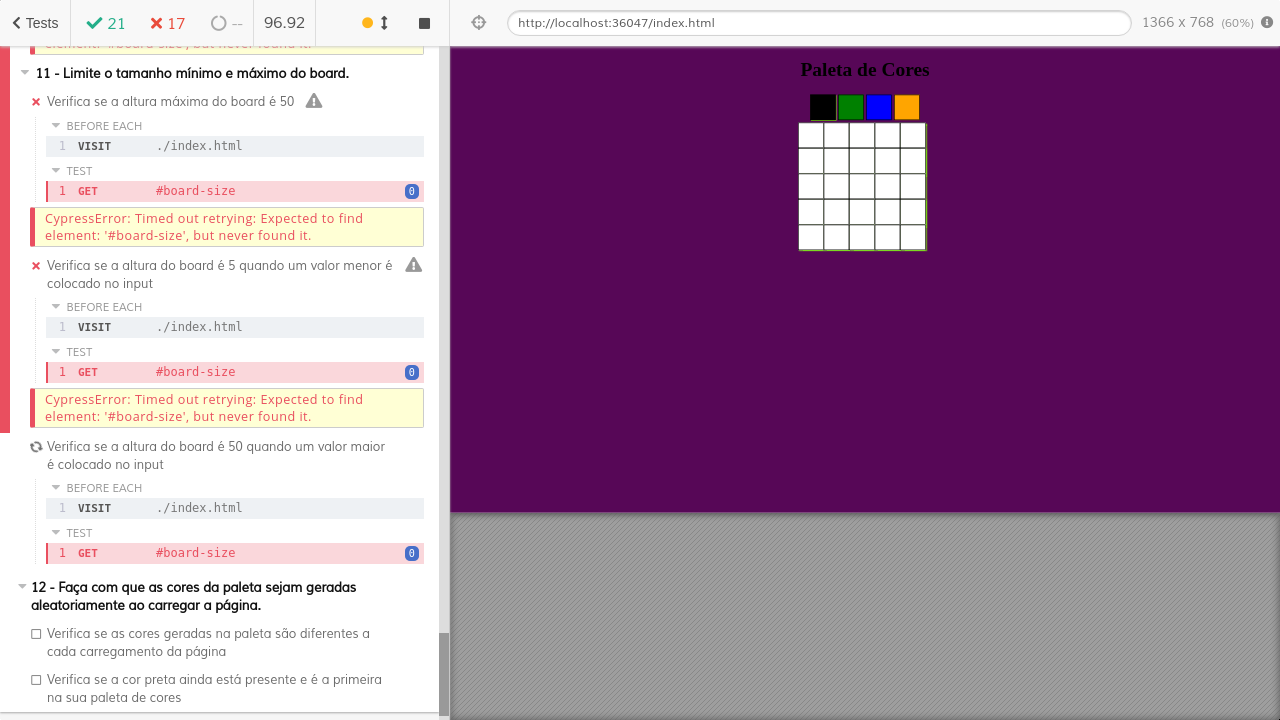 Tests 21 17 -- 96.92 http://localhost:36047/index.html 1366 x 768 (60%)
element: '#board-size', but never found it.
11 - Limite o tamanho mínimo e máximo do board.
Verifica se a altura máxima do board é 50
BEFORE EACH
1 VISIT ./index.html
TEST
1 GET #board-size 0
CypressError: Timed out retrying: Expected to find
element: '#board-size', but never found it.
Verifica se a altura do board é 5 quando um valor menor é
colocado no input
BEFORE EACH
1 VISIT ./index.html
TEST
1 GET #board-size 0
CypressError: Timed out retrying: Expected to find
element: '#board-size', but never found it.
Verifica se a altura do board é 50 quando um valor maior
é colocado no input
BEFORE EACH
1 VISIT ./index.html
TEST
1 GET #board-size 0
12 - Faça com que as cores da paleta sejam geradas
aleatoriamente ao carregar a página.
Verifica se as cores geradas na paleta são diferentes a
cada carregamento da página
Verifica se a cor preta ainda está presente e é a primeira
na sua paleta de cores
Paleta de Cores